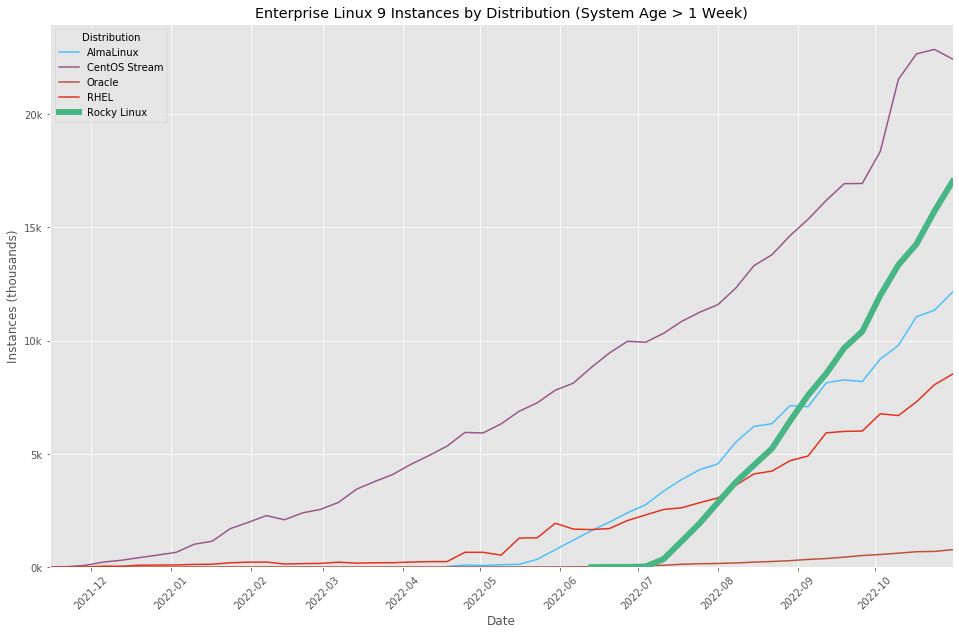 Enterprise Linux 9 Instances by Distribution (System Age > 1 Week)
Distribution
AlmaLinux
CentOS Stream
Oracle
RHEL
Rocky Linux
20k
15k
10k
5k
0k
Instances (thousands)
2021-12
2022-01
2022-02
2022-03
2022-04
2022-05
2022-06
2022-07
2022-08
2022-09
2022-10
Date